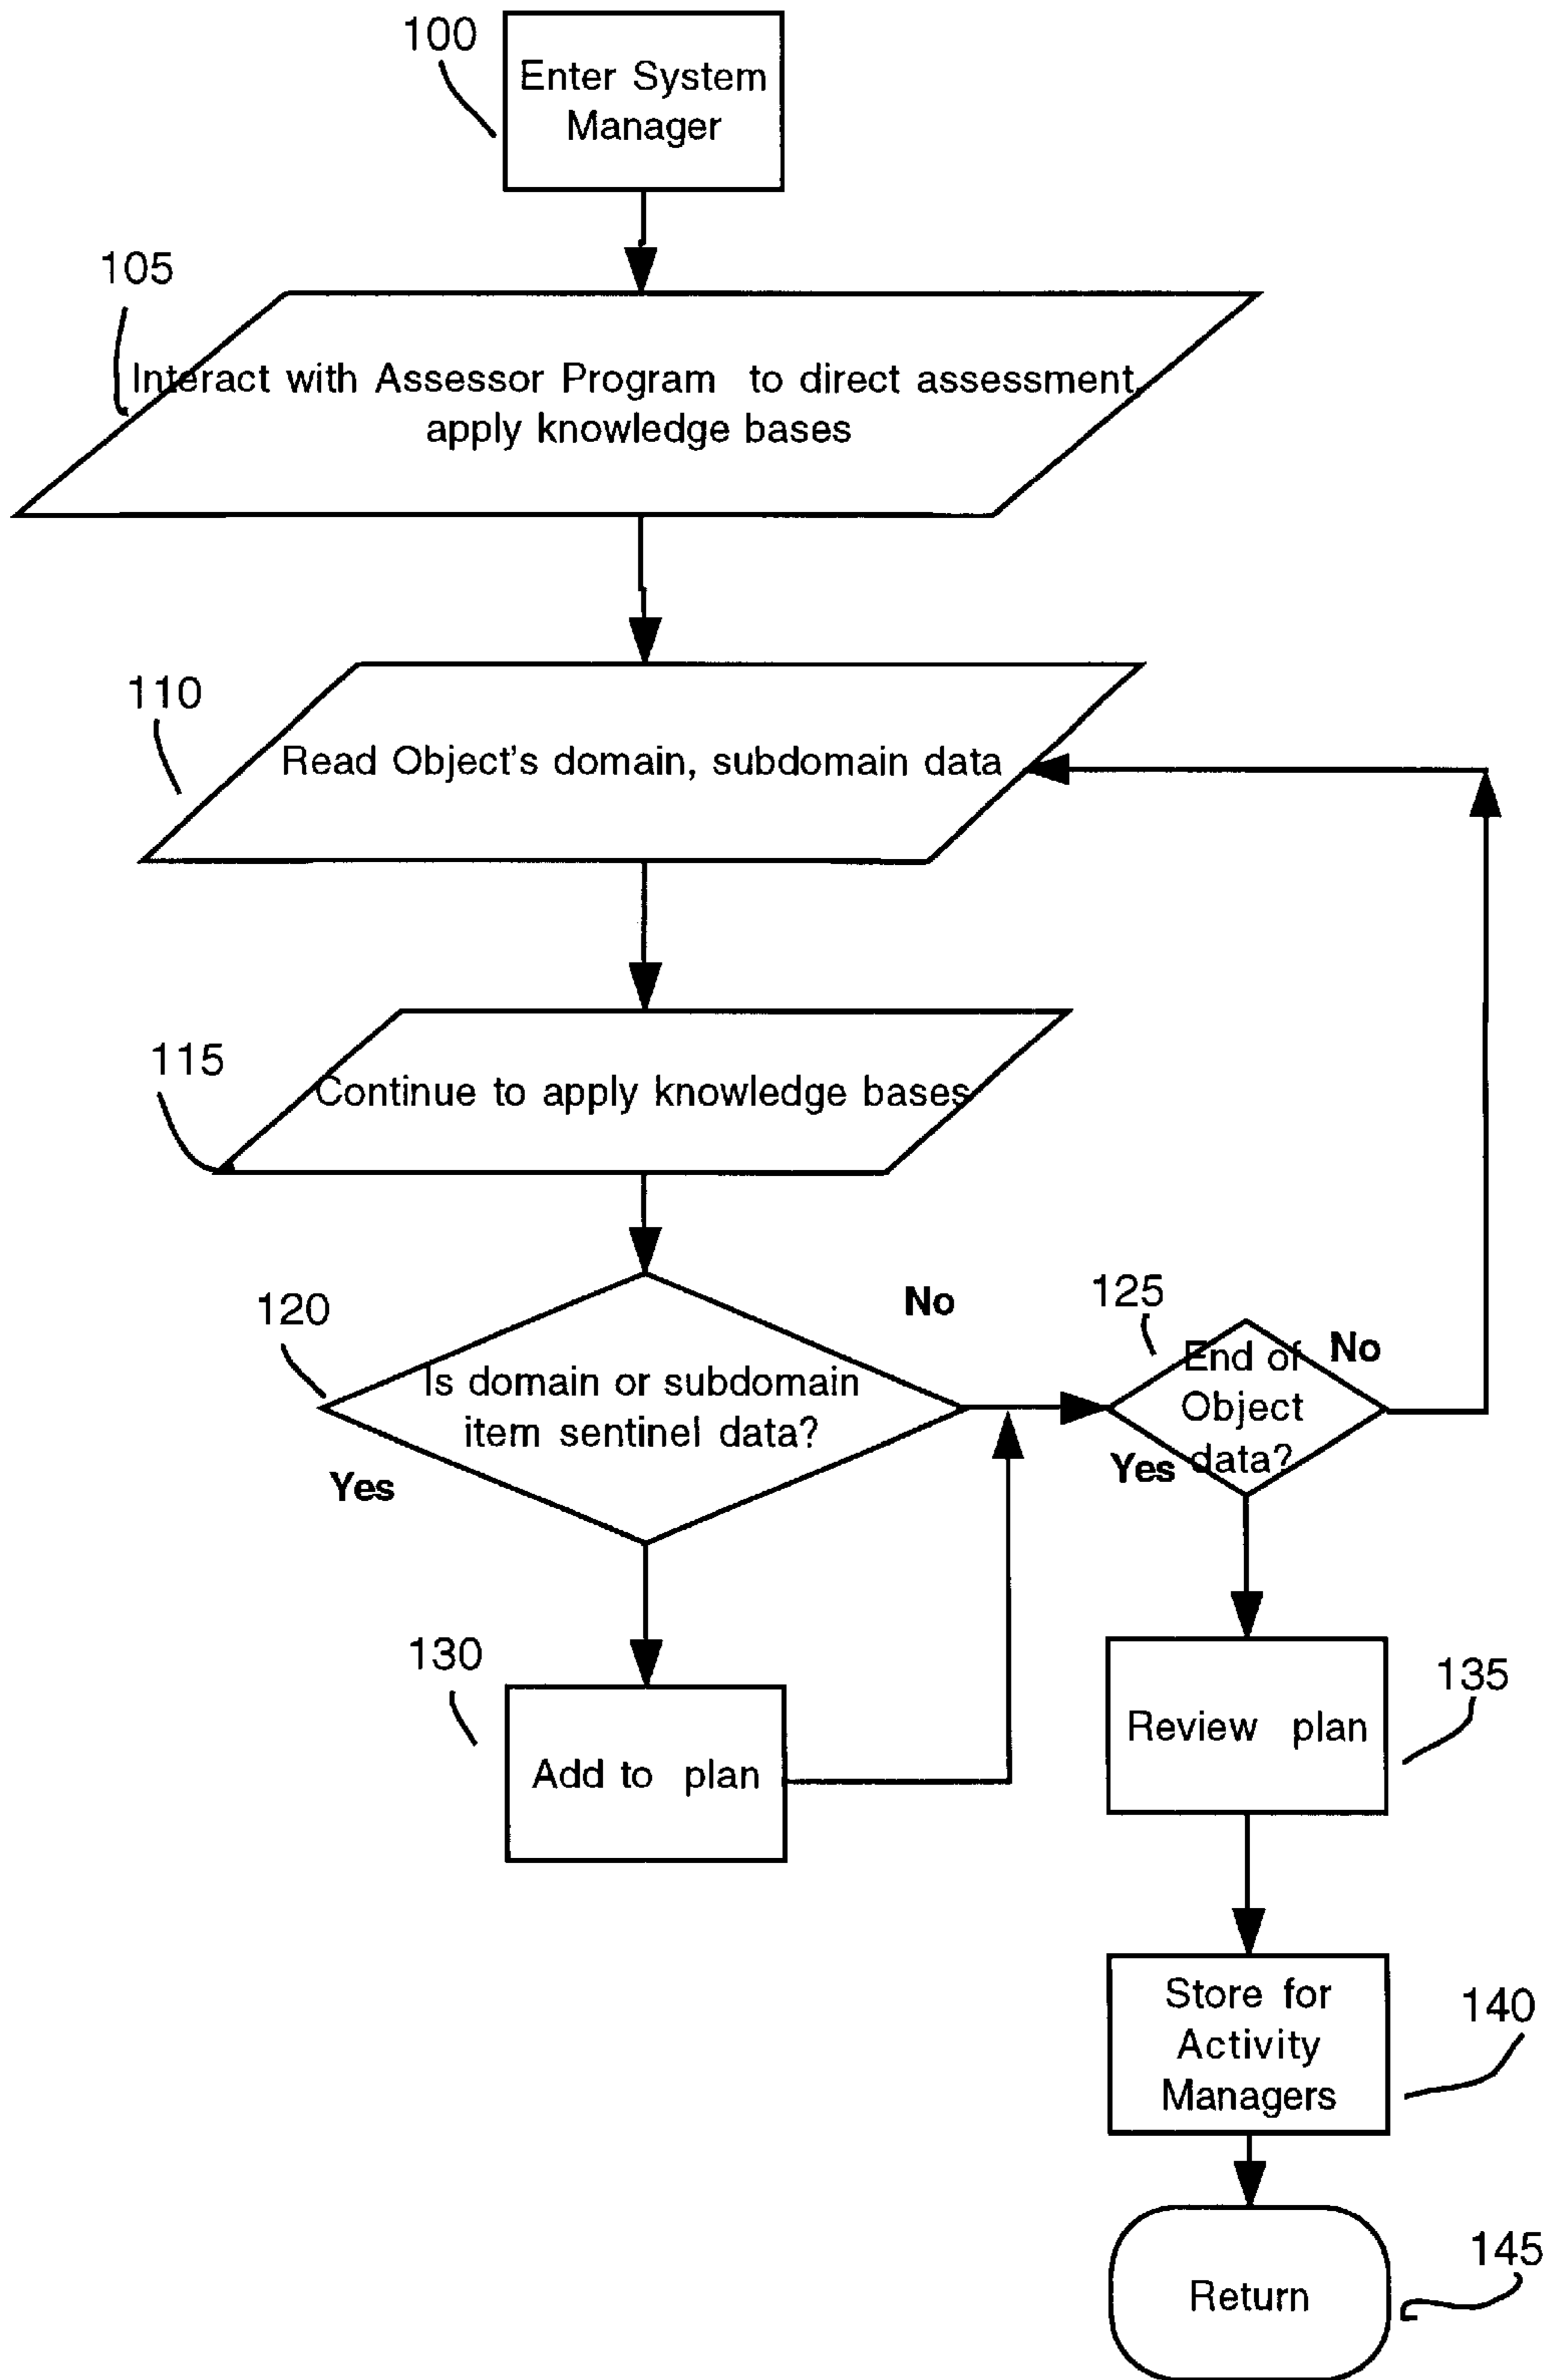 100
Enter System
Manager
105
Interact with Assessor Program to direct assessment,
apply knowledge bases
110
Read Object's domain, subdomain data
115
Continue to apply knowledge bases
120
Is domain or subdomain
item sentinel data?
No
Yes
125
End of
Object
data?
No
Yes
130
Add to plan
135
Review plan
140
Store for
Activity
Managers
145
Return